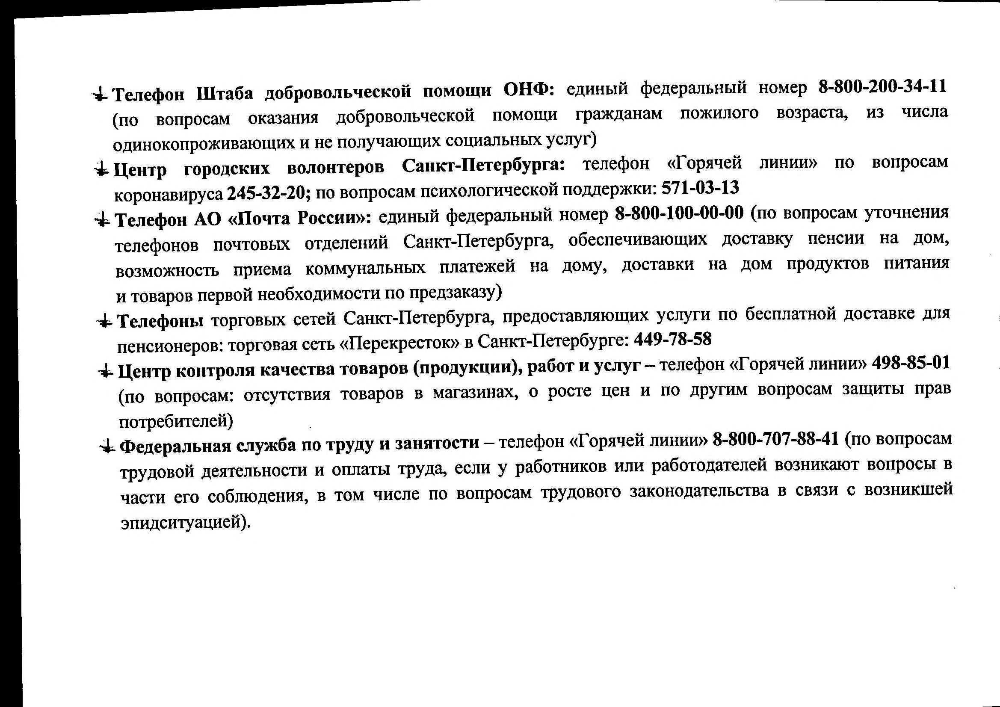 Телефон Штаба добровольческой помощи ОНФ: единый федеральный номер 8-800-200-34-11
(по вопросам оказания добровольческой помощи гражданам пожилого возраста, из числа
одинокопроживающих и не получающих социальных услуг)
Центр городских волонтеров Санкт-Петербурга: телефон «Горячей линии» по вопросам
коронавируса 245-32-20; по вопросам психологической поддержки: 571-03-13
Телефон АО «Почта России»: единый федеральный номер 8-800-100-00-00 (по вопросам уточнения
телефонов почтовых отделений Санкт-Петербурга, обеспечивающих доставку пенсии на дом,
возможность приема коммунальных платежей на дому, доставки на дом продуктов питания
и товаров первой необходимости по предзаказу)
Телефоны торговых сетей Санкт-Петербурга, предоставляющих услуги по бесплатной доставке для
пенсионеров: торговая сеть «Перекресток» в Санкт-Петербурге: 449-78-58
Центр контроля качества товаров (продукции), работ и услуг – телефон «Горячей линии» 498-85-01
(по вопросам: отсутствия товаров в магазинах, о росте цен и по другим вопросам защиты прав
потребителей)
Федеральная служба по труду и занятости – телефон «Горячей линии» 8-800-707-88-41 (по вопросам
трудовой деятельности и оплаты труда, если у работников или работодателей возникают вопросы в
части его соблюдения, в том числе по вопросам трудового законодательства в связи с возникшей
эпидситуацией).